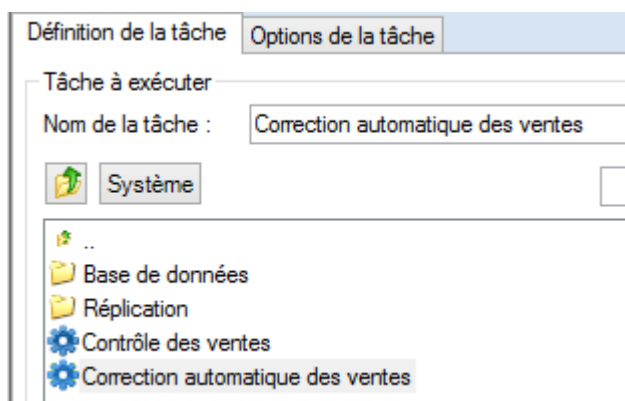 Définition de la tâche Options de la tâche
Tâche à exécuter
Nom de la tâche : Correction automatique des ventes
Système
..
Base de données
Réplication
Contrôle des ventes
Correction automatique des ventes